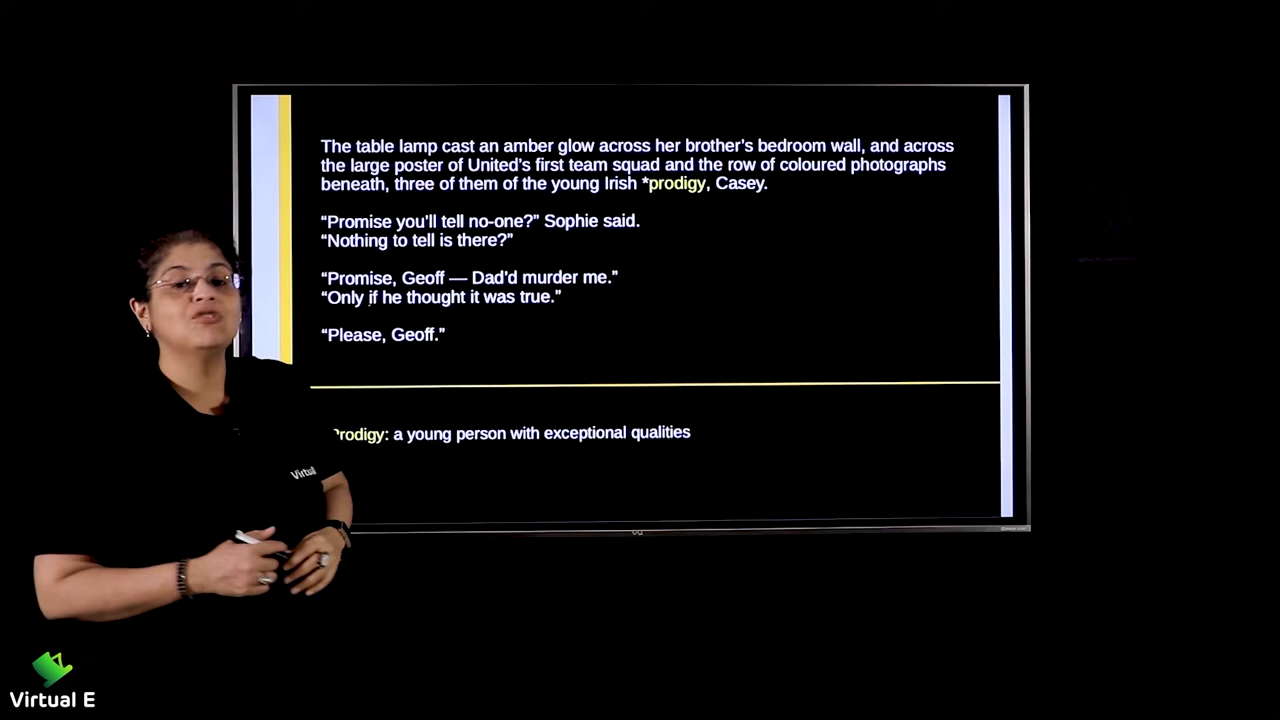 The table lamp cast an amber glow across her brother’s bedroom wall, and across
the large poster of United’s first team squad and the row of coloured photographs
beneath, three of them of the young Irish *prodigy, Casey.
“Promise you’ll tell no-one?” Sophie said.
“Nothing to tell is there?”
“Promise, Geoff — Dad’d murder me.”
“Only if he thought it was true.”
“Please, Geoff.”
Prodigy: a young person with exceptional qualities
Virtual
Virtual E